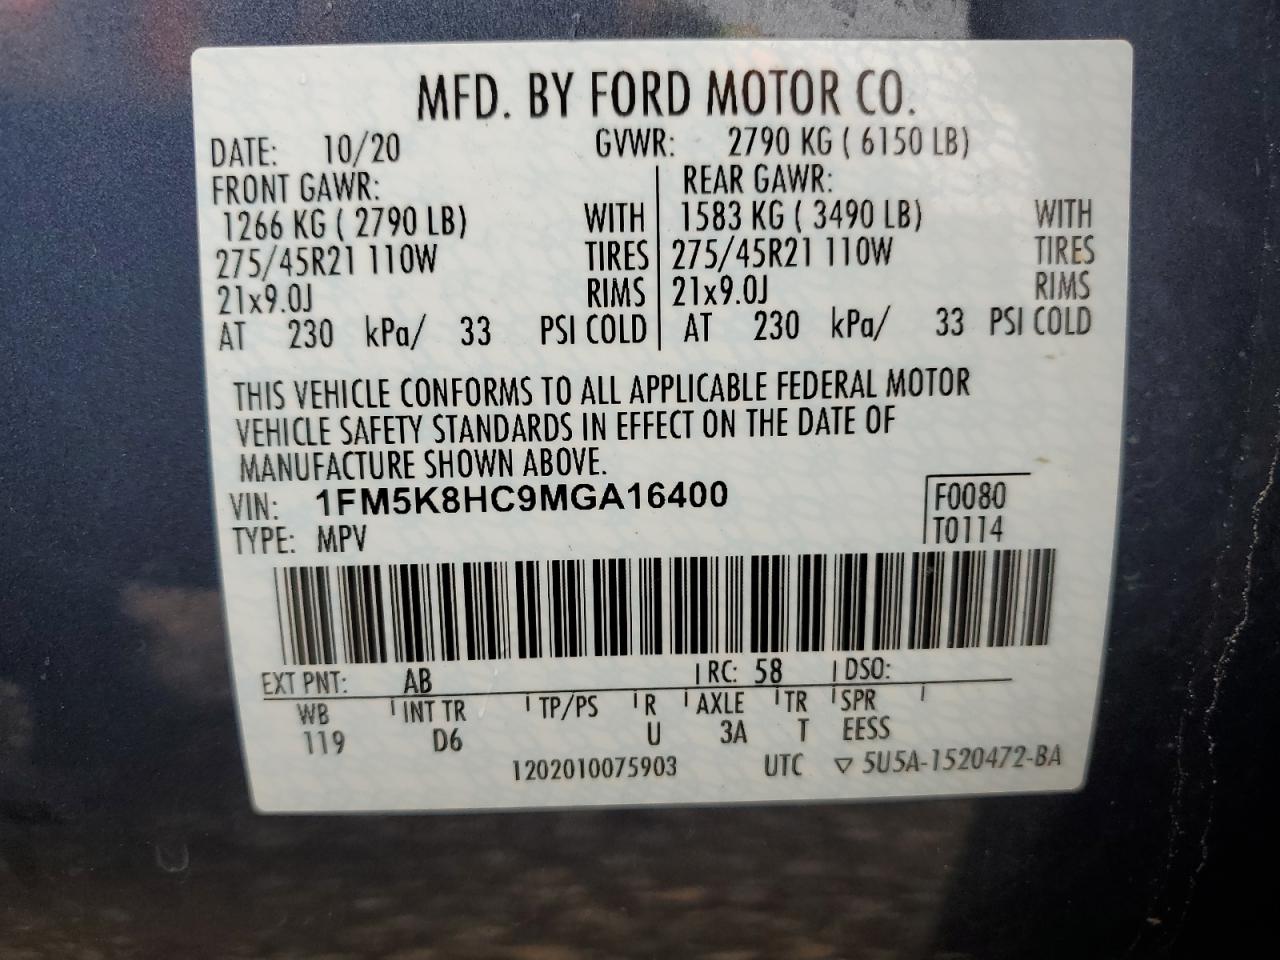 MFD. BY FORD MOTOR CO.
DATE: 10/20 GVWR: 2790 KG ( 6150 LB)
FRONT GAWR: REAR GAWR:
1266 KG ( 2790 LB) WITH 1583 KG ( 3490 LB) WITH
275/45R21 110W TIRES 275/45R21 110W TIRES
21x9.0J RIMS 21x9.0J RIMS
AT 230 kPa/ 33 PSI COLD AT 230 kPa/ 33 PSI COLD
THIS VEHICLE CONFORMS TO ALL APPLICABLE FEDERAL MOTOR
VEHICLE SAFETY STANDARDS IN EFFECT ON THE DATE OF
MANUFACTURE SHOWN ABOVE.
VIN: 1FM5K8HC9MGA16400 F0080
TYPE: MPV T0114
EXT PNT: AB RC: 58 DSO:
WB INT TR TP/PS R AXLE TR SPR
119 D6 U 3A T EESS
1202010075903 UTC ▽ 5U5A-1520472-BA